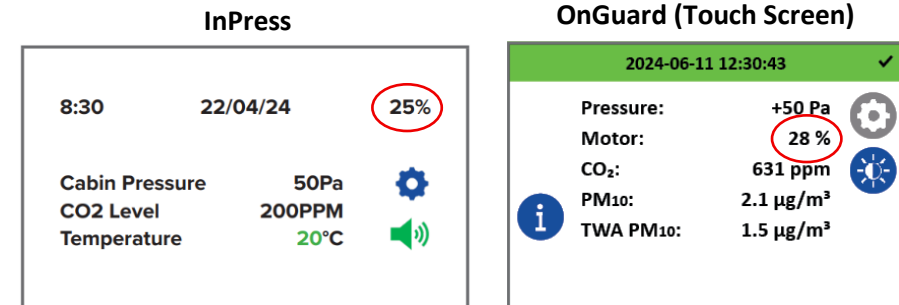 InPress
8:30 22/04/24 25%
Cabin Pressure 50Pa
CO2 Level 200PPM
Temperature 20°C
OnGuard (Touch Screen)
2024-06-11 12:30:43 ✔
Pressure: +50 Pa
Motor: 28 %
CO₂: 631 ppm
PM₁₀: 2.1 µg/m³
i
TWA PM₁₀: 1.5 µg/m³